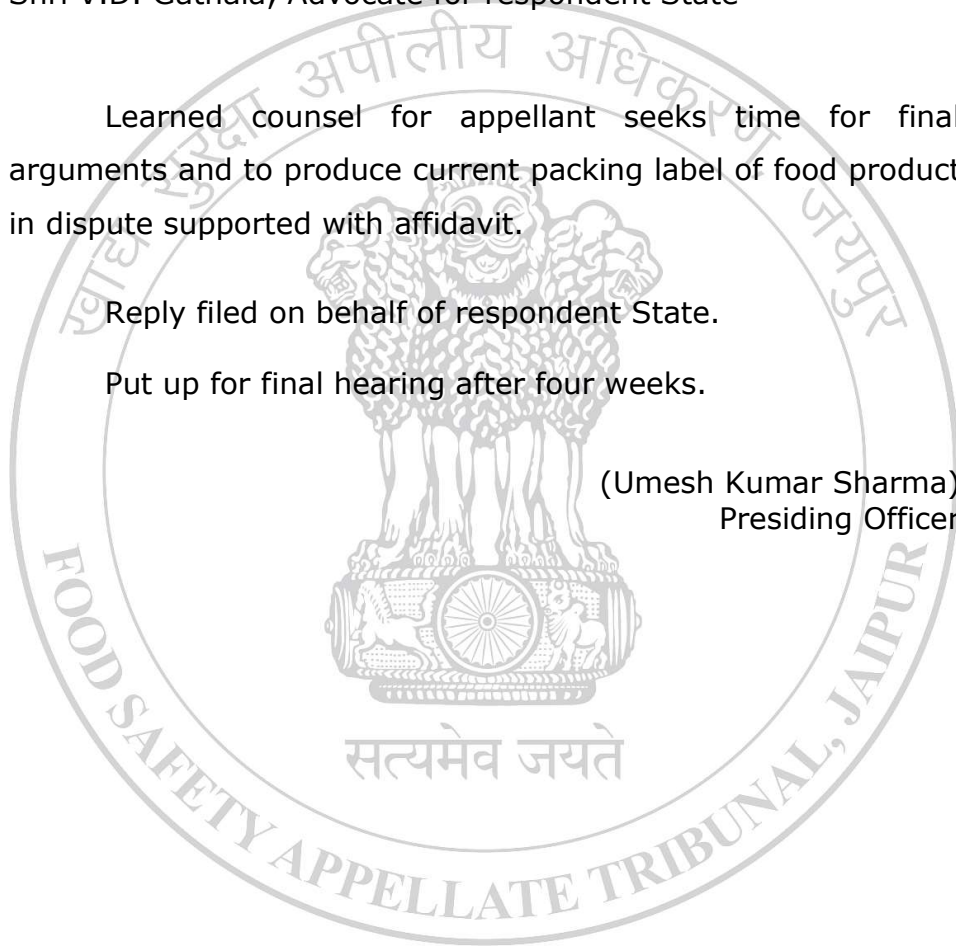 Shri V.D. Gathala, Advocate for respondent State
Learned counsel for appellant seeks time for final
arguments and to produce current packing label of food product
in dispute supported with affidavit.
Reply filed on behalf of respondent State.
Put up for final hearing after four weeks.
(Umesh Kumar Sharma)
Presiding Officer
खाद्य सुरक्षा अपीलीय अधिकरण, जयपुर
सत्यमेव जयते
FOOD SAFETY APPELLATE TRIBUNAL, JAIPUR